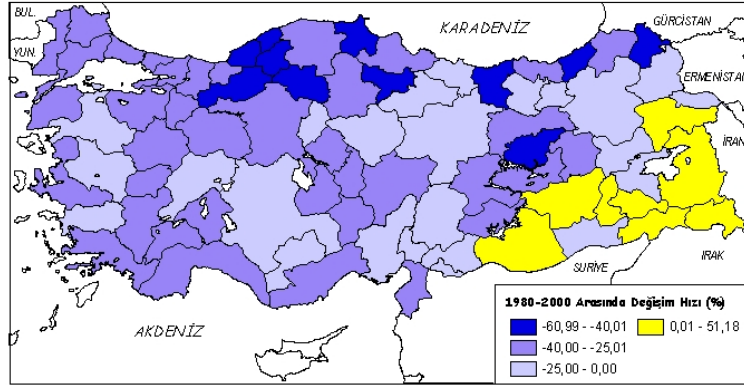 BUL.
KARADENİZ
GÜRCİSTAN
YUN.
ERMENİSTAN
İRAN
SURİYE
IRAK
AKDENİZ
1980-2000 Arasında Değişim Hızı (%)
-60,99 - -40,01
0,01 - 51,18
-40,00 - -25,01
-25,00 - 0,00